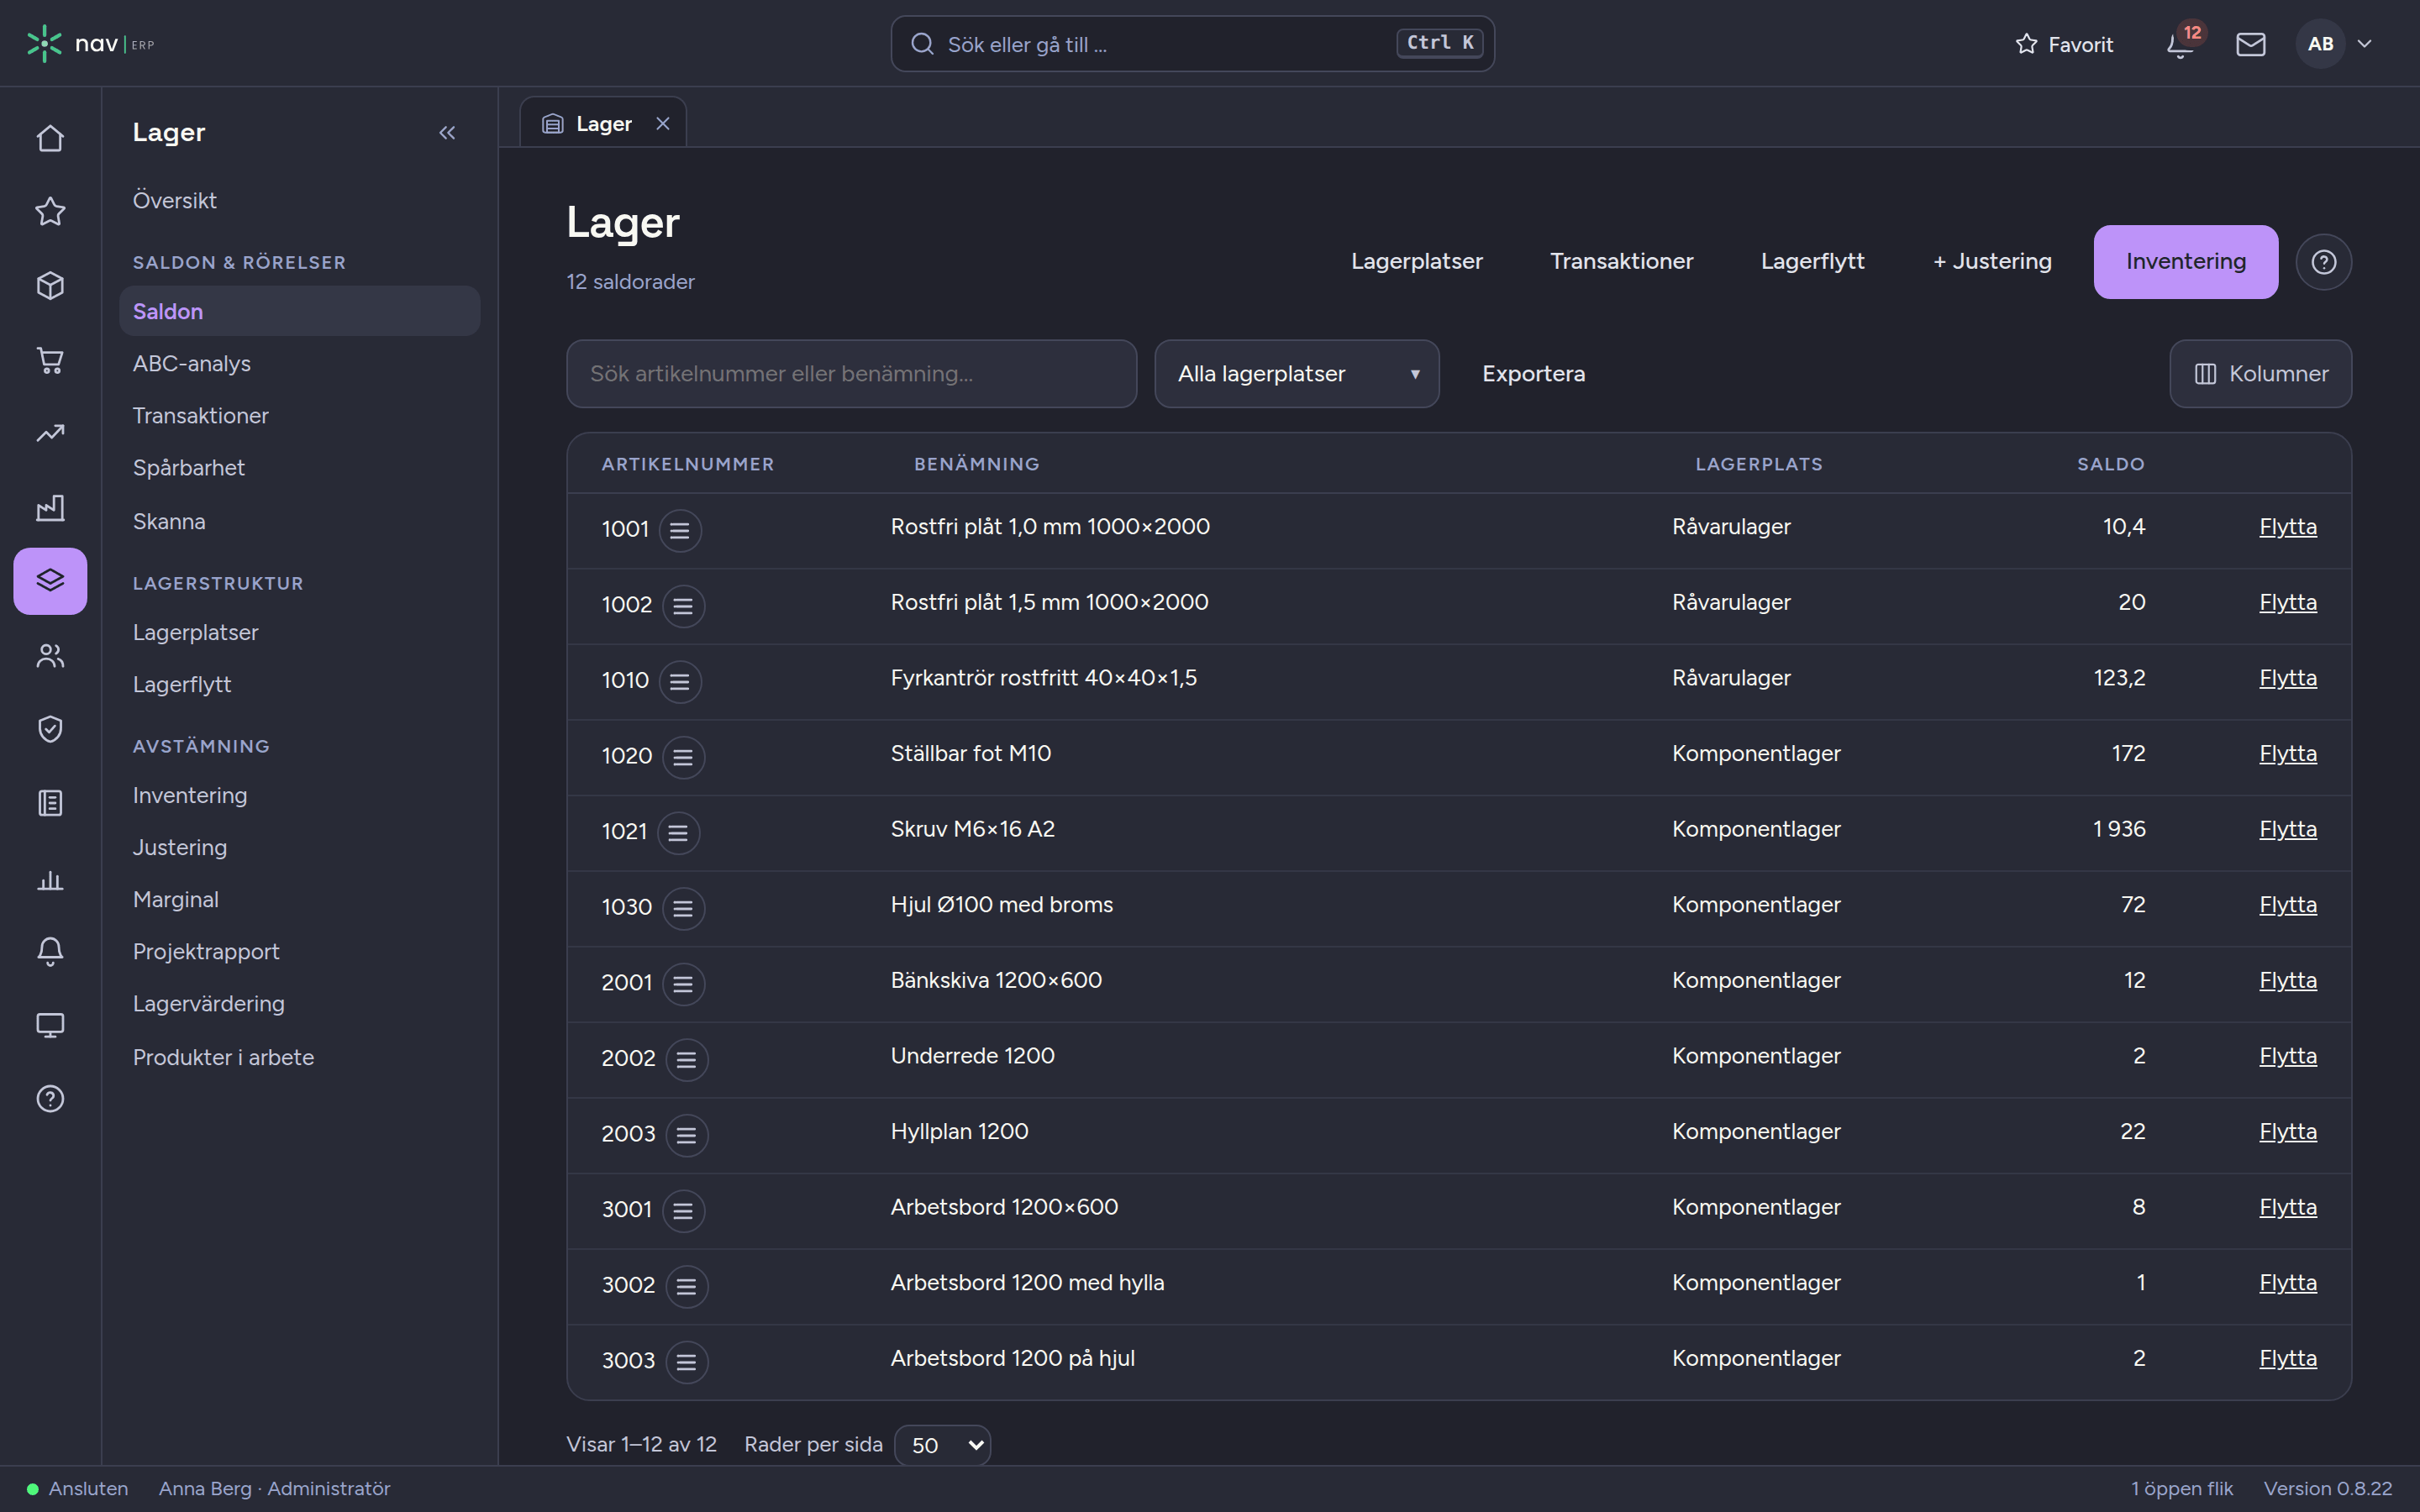 nav ERP
Sök eller gå till ...
Ctrl K
Favorit
12
AB
Lager
Översikt
SALDON & RÖRELSER
Saldon
ABC-analys
Transaktioner
Spårbarhet
Skanna
LAGERSTRUKTUR
Lagerplatser
Lagerflytt
AVSTÄMNING
Inventering
Justering
Marginal
Projektrapport
Lagervärdering
Produkter i arbete
Lager
Lager
12 saldorader
Lagerplatser
Transaktioner
Lagerflytt
+ Justering
Inventering
Sök artikelnummer eller benämning...
Alla lagerplatser
Exportera
Kolumner
ARTIKELNUMMER BENÄMNING LAGERPLATS SALDO
1001 Rostfri plåt 1,0 mm 1000×2000 Råvarulager 10,4 Flytta
1002 Rostfri plåt 1,5 mm 1000×2000 Råvarulager 20 Flytta
1010 Fyrkantrör rostfritt 40×40×1,5 Råvarulager 123,2 Flytta
1020 Ställbar fot M10 Komponentlager 172 Flytta
1021 Skruv M6×16 A2 Komponentlager 1 936 Flytta
1030 Hjul Ø100 med broms Komponentlager 72 Flytta
2001 Bänkskiva 1200×600 Komponentlager 12 Flytta
2002 Underrede 1200 Komponentlager 2 Flytta
2003 Hyllplan 1200 Komponentlager 22 Flytta
3001 Arbetsbord 1200×600 Komponentlager 8 Flytta
3002 Arbetsbord 1200 med hylla Komponentlager 1 Flytta
3003 Arbetsbord 1200 på hjul Komponentlager 2 Flytta
Visar 1–12 av 12 Rader per sida 50
Ansluten Anna Berg · Administratör 1 öppen flik Version 0.8.22